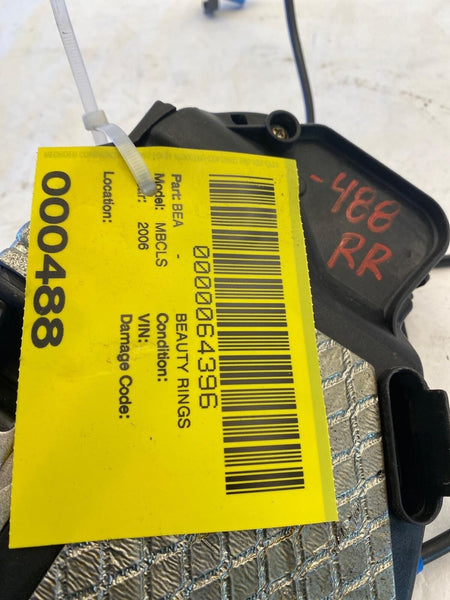 0000064396
Part: BEA - BEAUTY RINGS
Model: MBCLS Condition:
2006 VIN:
Location: Damage Code:
000488
-488
RR